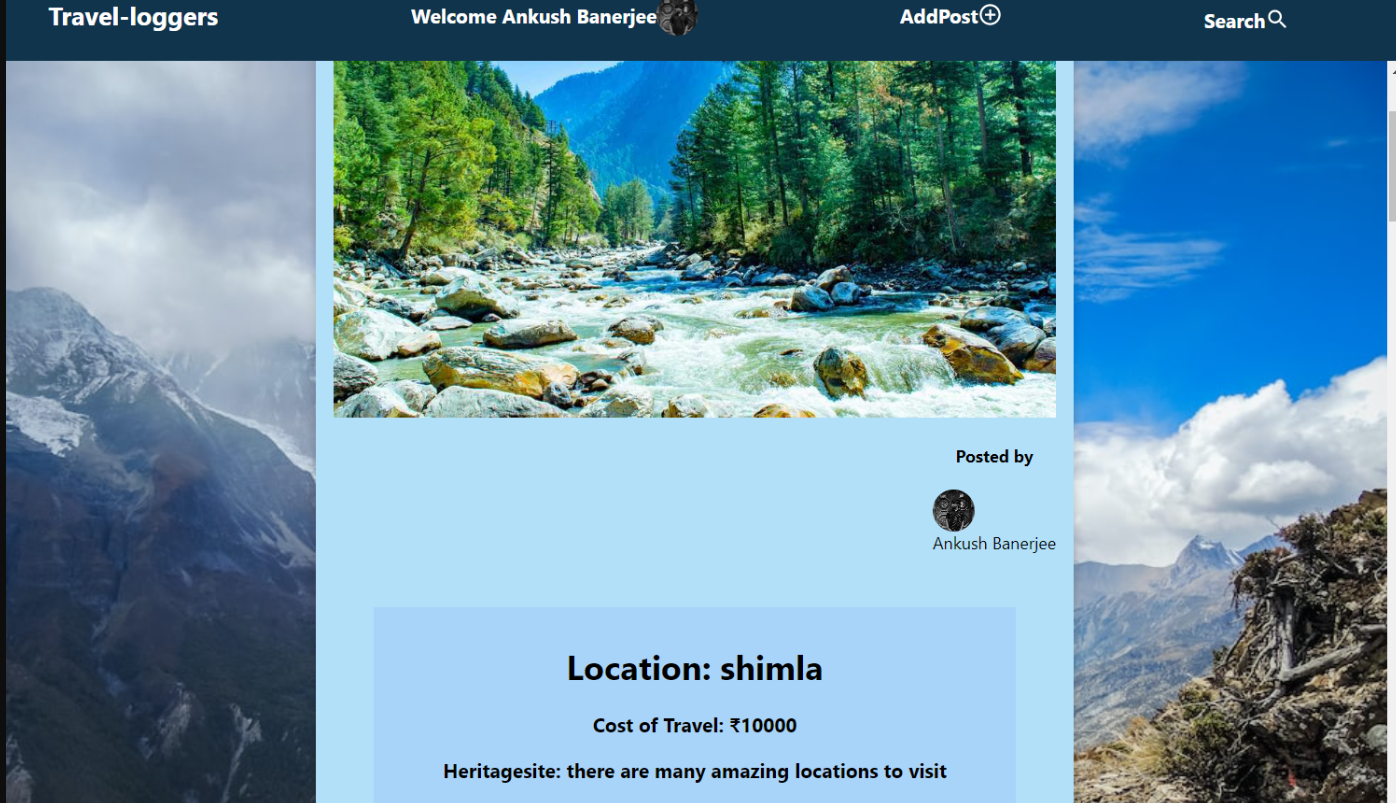 Travel-loggers
Welcome Ankush Banerjee
AddPost
Search
Posted by
Ankush Banerjee
Location: shimla
Cost of Travel: ₹10000
Heritagesite: there are many amazing locations to visit